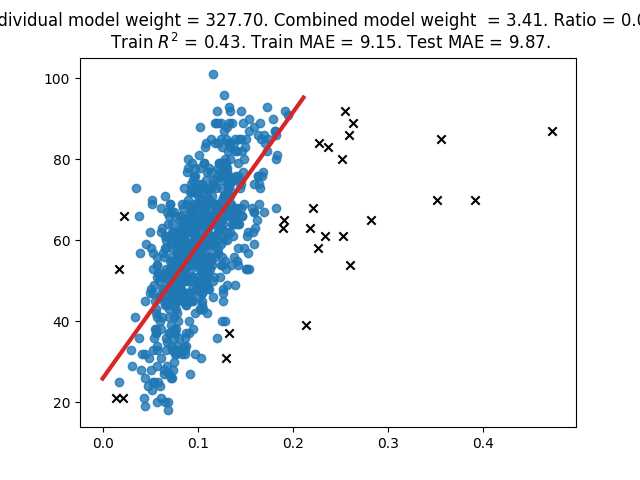 dividual model weight = 327.70. Combined model weight = 3.41. Ratio = 0.0
Train R² = 0.43. Train MAE = 9.15. Test MAE = 9.87.
100
80
60
40
20
0.0 0.1 0.2 0.3 0.4